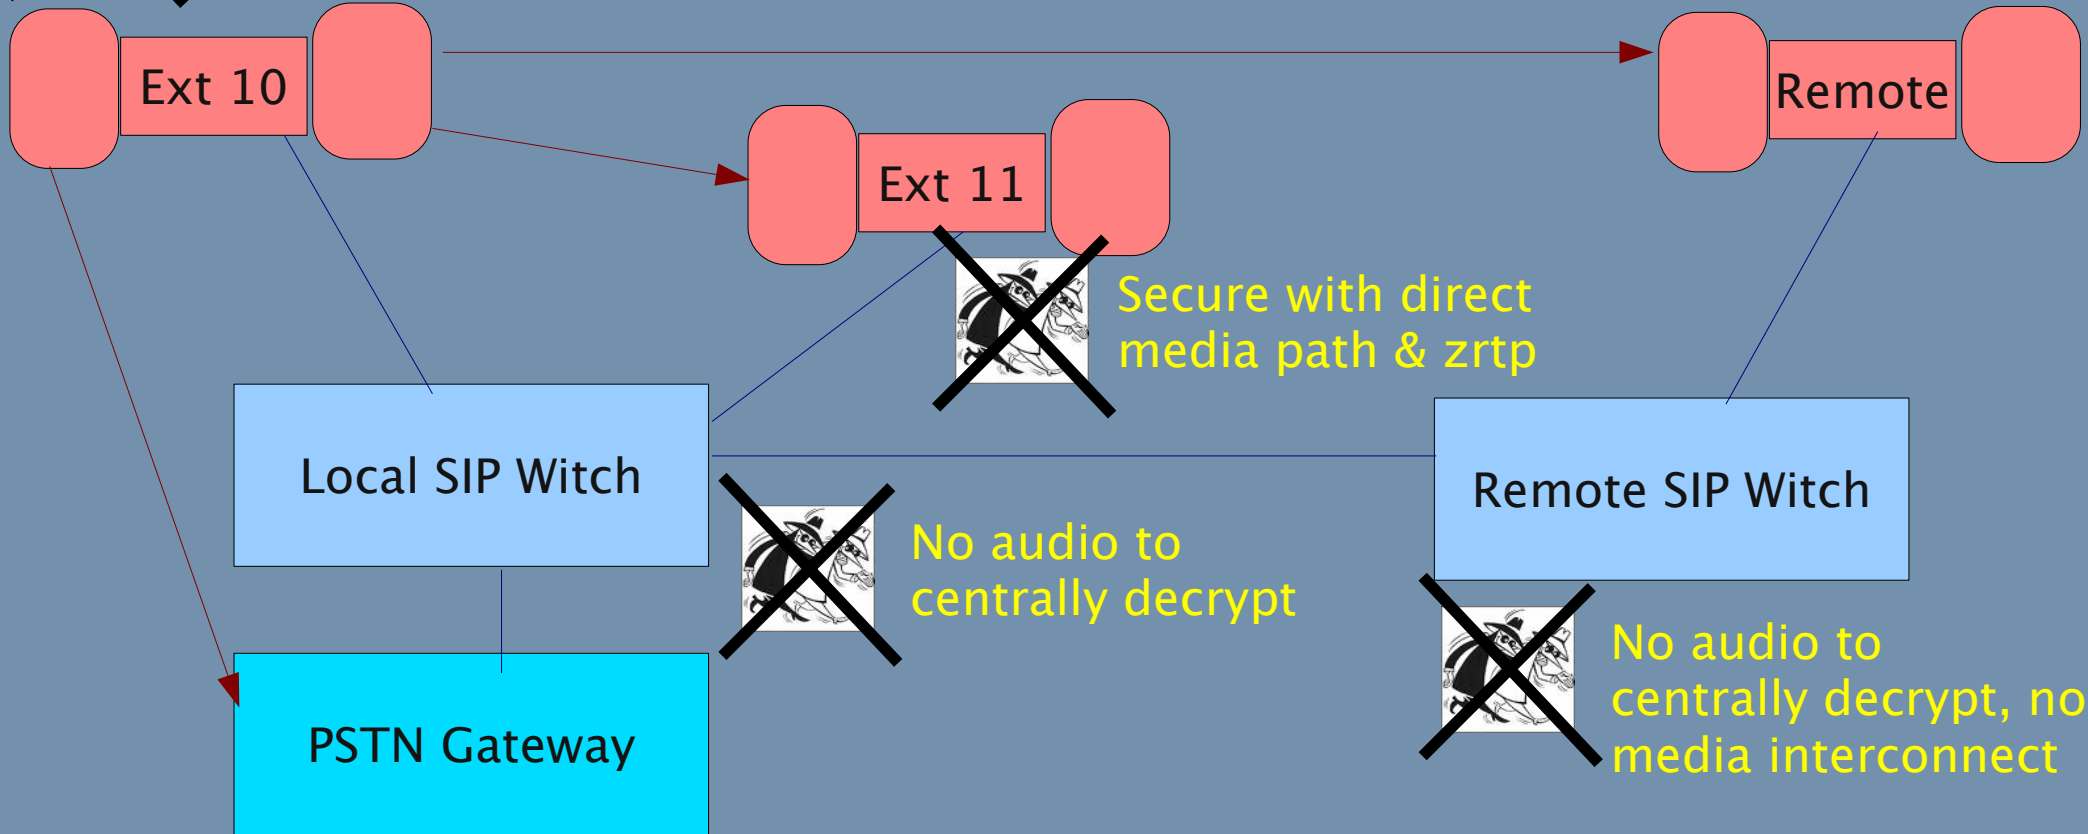 Ext 10
Remote
Ext 11
Secure with direct
media path & zrtp
Local SIP Witch
Remote SIP Witch
No audio to
centrally decrypt
No audio to
centrally decrypt, no
media interconnect
PSTN Gateway